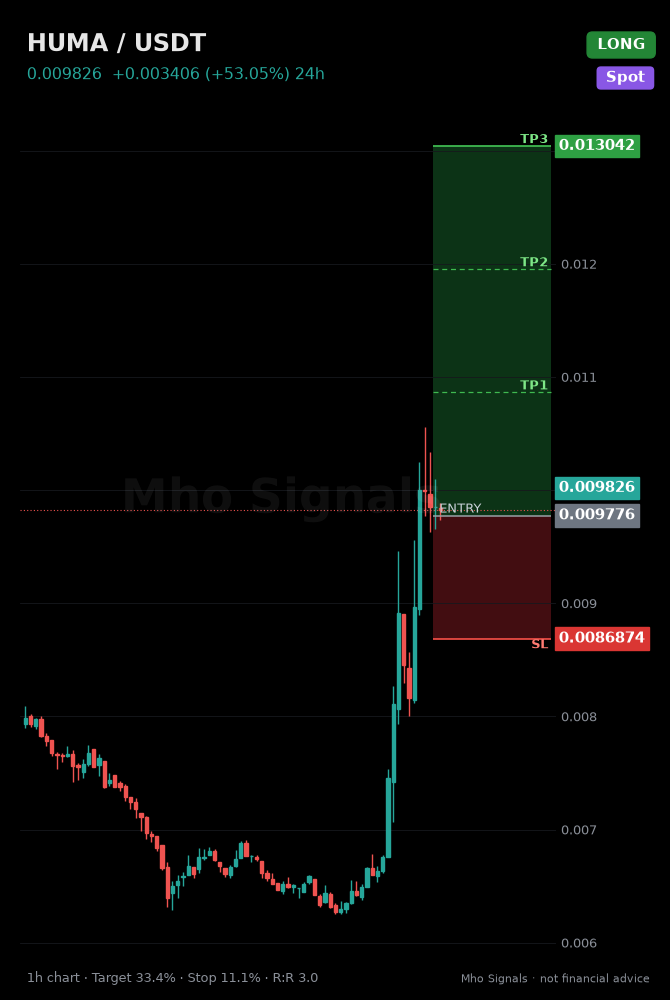 HUMA / USDT
LONG
0.009826 +0.003406 (+53.05%) 24h
Spot
TP3
0.013042
TP2
0.012
TP1
0.011
Mho Signal
0.009826
ENTRY
0.009776
0.009
0.0086874
SL
0.008
0.007
0.006
1h chart · Target 33.4% · Stop 11.1% · R:R 3.0
Mho Signals · not financial advice